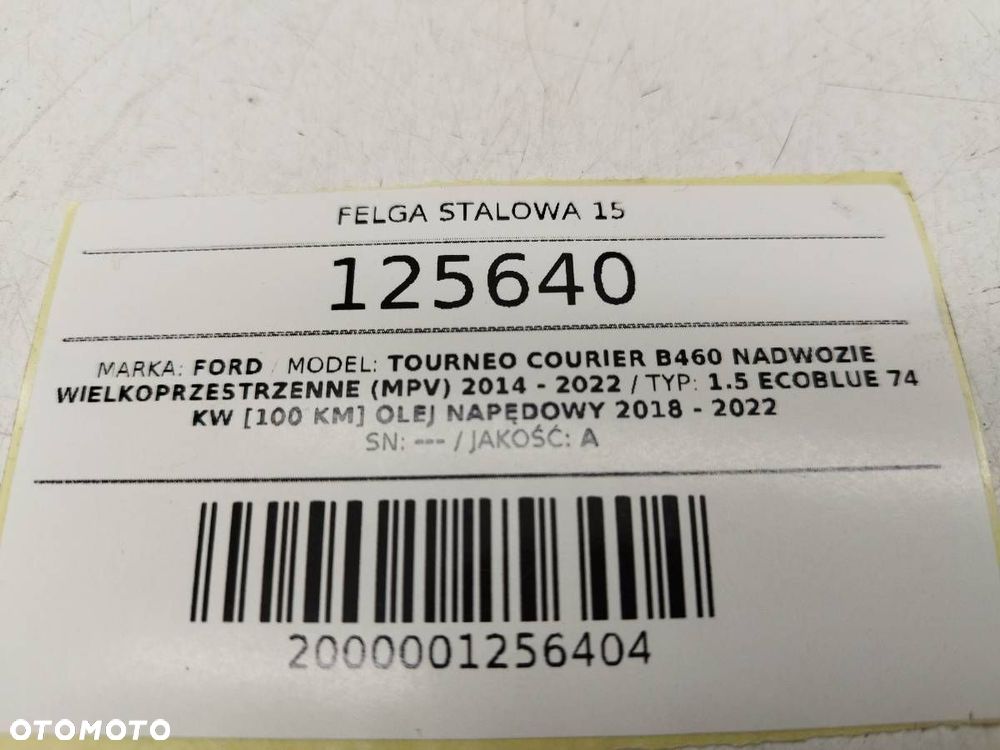 FELGA STALOWA 15
125640
MARKA: FORD / MODEL: TOURNEO COURIER B460 NADWOZIE
WIELKOPRZESTRZENNE (MPV) 2014 - 2022 / TYP: 1.5 ECOBLUE 74
KW [100 KM] OLEJ NAPĘDOWY 2018 - 2022
SN: --- / JAKOŚĆ: A
2000001256404
OTOMOTO